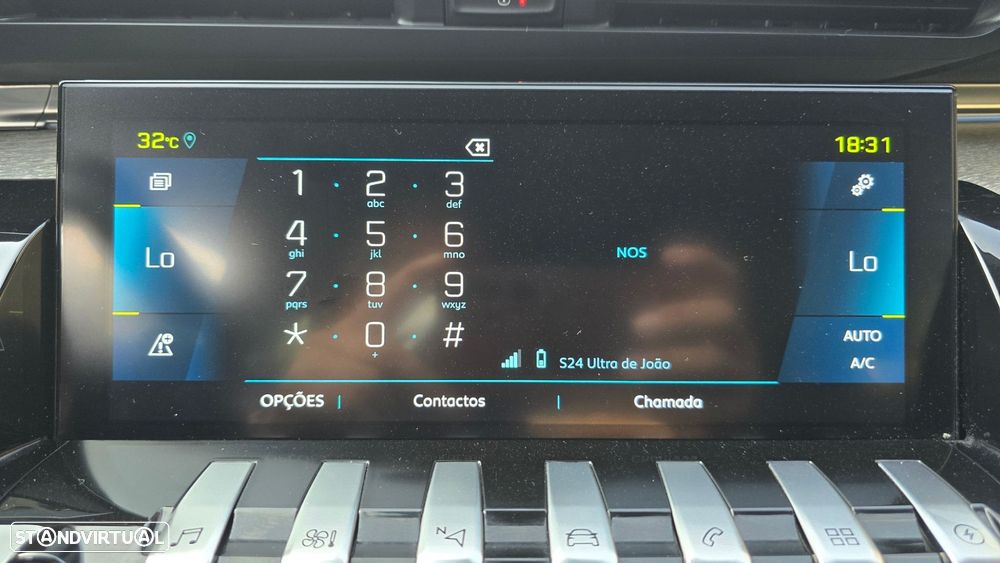 32°C
18:31
1 2 3
abc def
4 5 6
ghi jkl mno
7 8 9
pqrs tuv wxyz
* 0 #
+
Lo
NOS
Lo
AUTO
A/C
S24 Ultra de João
OPÇÕES | Contactos | Chamada
N
STANDVIRTUAL